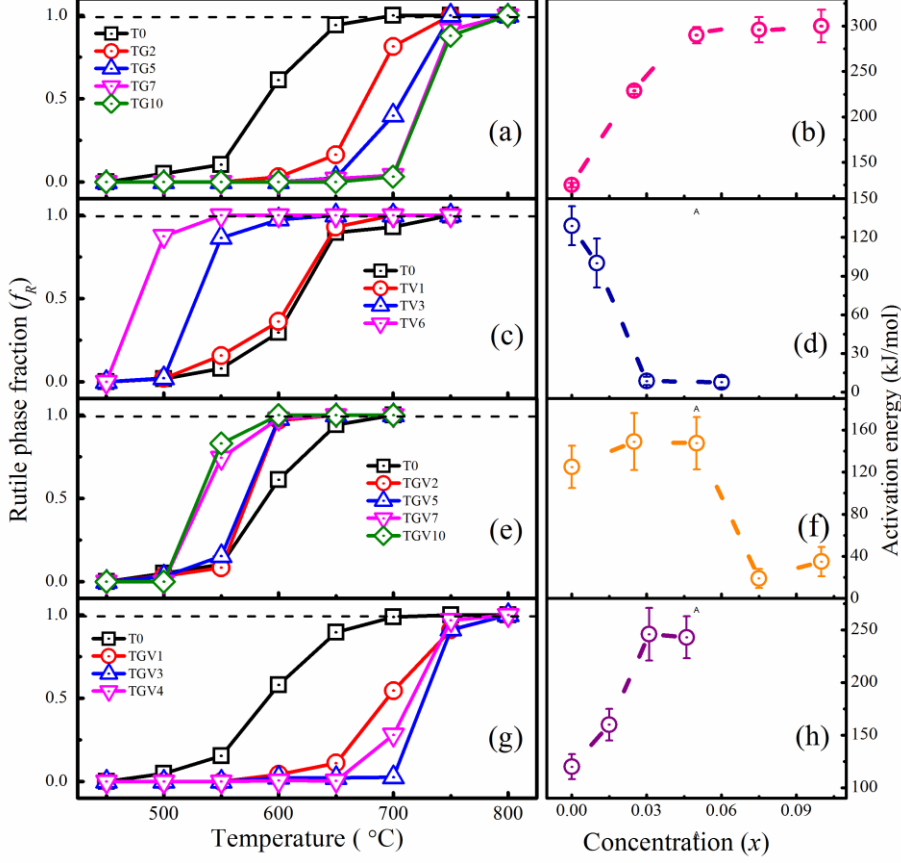 1.0
0.5
0.0
T0
TG2
TG5
TG7
TG10
(a)
300
250
200
150
(b)
1.0
0.5
0.0
T0
TV1
TV3
TV6
(c)
A
120
90
60
30
0
(d)
1.0
0.5
0.0
T0
TGV2
TGV5
TGV7
TGV10
(e)
A
160
120
80
40
0
(f)
1.0
0.5
0.0
T0
TGV1
TGV3
TGV4
(g)
A
250
200
150
100
(h)
500 600 700 800
0.00 0.03 0.06 0.09
Temperature ( °C)
Concentration (x)
A
Rutile phase fraction (fR)
Activation energy (kJ/mol)